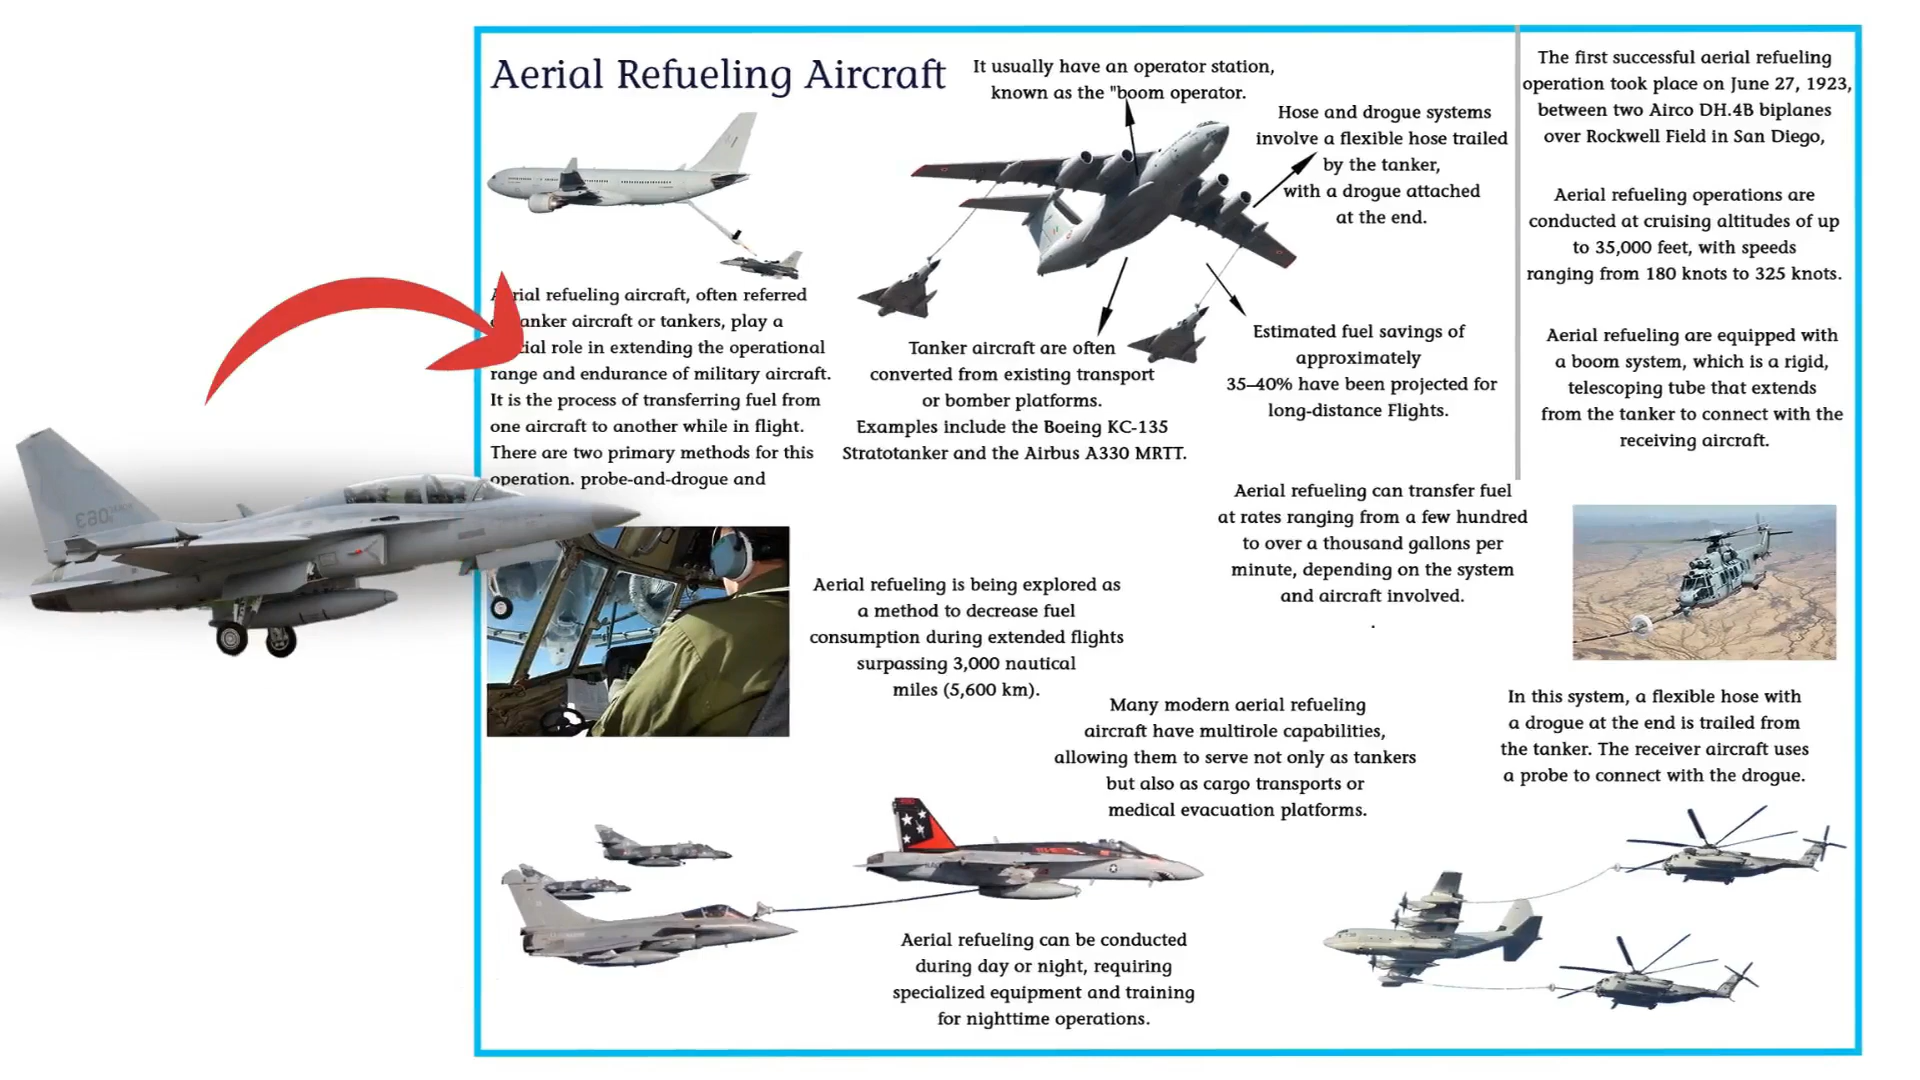 Aerial Refueling Aircraft
It usually have an operator station,
known as the "boom operator.
Hose and drogue systems
involve a flexible hose trailed
by the tanker,
with a drogue attached
at the end.
The first successful aerial refueling
operation took place on June 27, 1923,
between two Airco DH.4B biplanes
over Rockwell Field in San Diego,
Aerial refueling operations are
conducted at cruising altitudes of up
to 35,000 feet, with speeds
ranging from 180 knots to 325 knots.
Aerial refueling are equipped with
a boom system, which is a rigid,
telescoping tube that extends
from the tanker to connect with the
receiving aircraft.
refueling aircraft, often referred
tanker aircraft or tankers, play a
role in extending the operational
range and endurance of military aircraft.
It is the process of transferring fuel from
one aircraft to another while in flight.
There are two primary methods for this
operation. probe-and-drogue and
Tanker aircraft are often
converted from existing transport
or bomber platforms.
Examples include the Boeing KC-135
Stratotanker and the Airbus A330 MRTT.
Estimated fuel savings of
approximately
35–40% have been projected for
long-distance Flights.
Aerial refueling can transfer fuel
at rates ranging from a few hundred
to over a thousand gallons per
minute, depending on the system
and aircraft involved.
.
Aerial refueling is being explored as
a method to decrease fuel
consumption during extended flights
surpassing 3,000 nautical
miles (5,600 km).
Many modern aerial refueling
aircraft have multirole capabilities,
allowing them to serve not only as tankers
but also as cargo transports or
medical evacuation platforms.
In this system, a flexible hose with
a drogue at the end is trailed from
the tanker. The receiver aircraft uses
a probe to connect with the drogue.
Aerial refueling can be conducted
during day or night, requiring
specialized equipment and training
for nighttime operations.